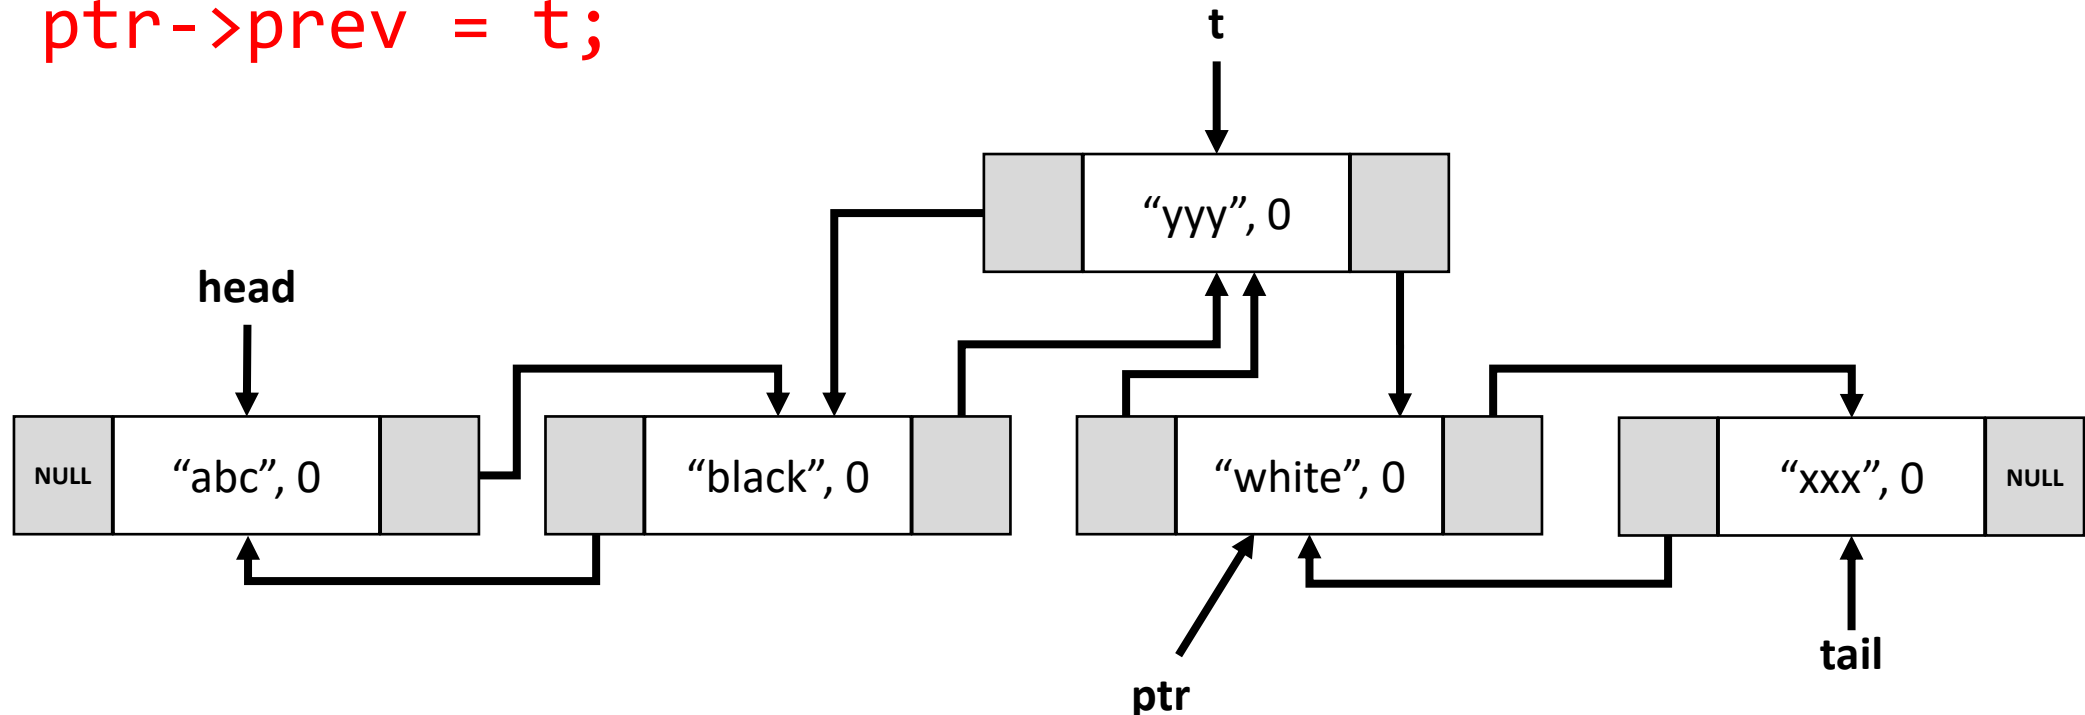 ptr->prev = t;
t
“yyy”, 0
head
NULL
“abc”, 0
“black”, 0
“white”, 0
“xxx”, 0
NULL
tail
ptr